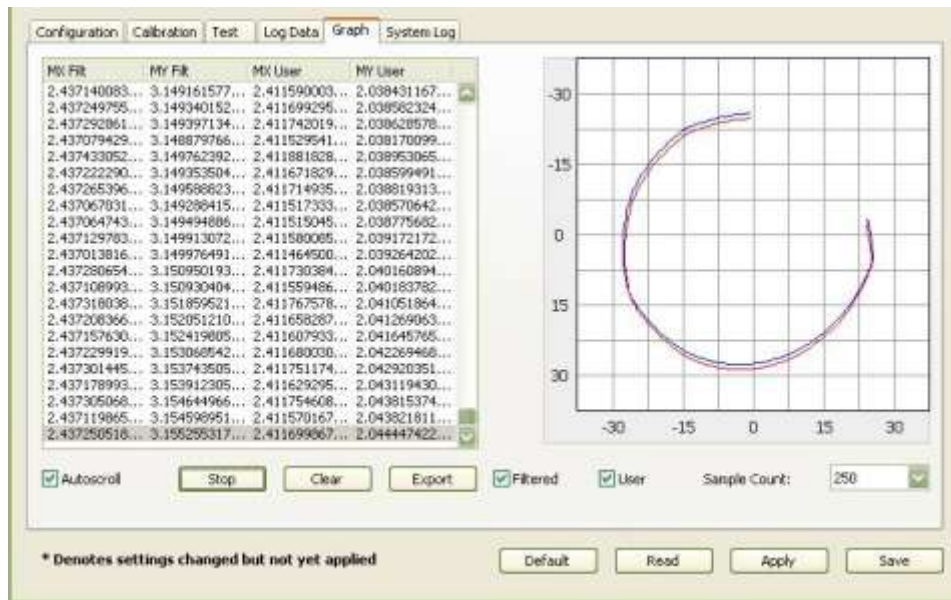 Configuration Calibration Test Log Data Graph System Log
MX Filt MY Filt MX User MY User
2.437140083... 3.149161577... 2.411590003... 2.038431167...
2.437249755... 3.149340152... 2.411699295... 2.038582324...
2.437292861... 3.149397134... 2.411742019... 2.038628578...
2.437079429... 3.148879766... 2.411529541... 2.038170099...
2.437433052... 3.149762392... 2.411881828... 2.038953065...
2.437222290... 3.149353504... 2.411671829... 2.038599491...
2.437265396... 3.149588823... 2.411714935... 2.038819313...
2.437067031... 3.149288415... 2.411517333... 2.038570642...
2.437064743... 3.149494886... 2.411515045... 2.038775682...
2.437129783... 3.149913072... 2.411580085... 2.039172172...
2.437013816... 3.149976491... 2.411464500... 2.039264202...
2.437280654... 3.150950193... 2.411730384... 2.040160894...
2.437108993... 3.150930404... 2.411559486... 2.040183782...
2.437318038... 3.151859521... 2.411767578... 2.041051864...
2.437208366... 3.152051210... 2.411658287... 2.041269063...
2.437157630... 3.152419805... 2.411607933... 2.041645765...
2.437229919... 3.153068542... 2.411680030... 2.042269468...
2.437301445... 3.153743505... 2.411751174... 2.042920351...
2.437178993... 3.153912305... 2.411629295... 2.043119430...
2.437305068... 3.154644966... 2.411754608... 2.043815374...
2.437119865... 3.154598951... 2.411570167... 2.043821811...
2.437250518... 3.155255317... 2.411699867... 2.044447422...
-30
-15
0
15
30
-30 -15 0 15 30
Autoscroll Stop Clear Export Filtered User Sample Count: 250
* Denotes settings changed but not yet applied Default Read Apply Save